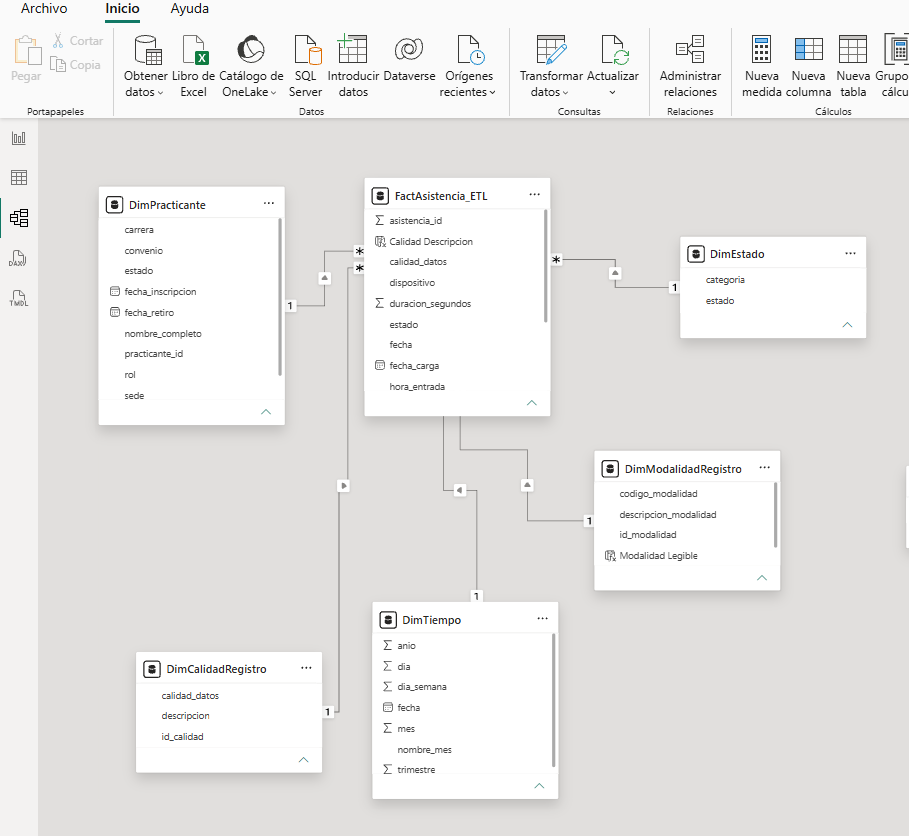 Archivo Inicio Ayuda
Pegar
Cortar
Copia
Portapapeles
Obtener datos
Libro de Excel
Catálogo de OneLake
SQL Server
Introducir datos
Dataverse
Orígenes recientes
Datos
Transformar datos
Actualizar
Consultas
Administrar relaciones
Relaciones
Nueva medida
Nueva columna
Nueva tabla
Grupo
cálcu
Cálculos
DAX
TMDL
DimPracticante
carrera
convenio
estado
fecha_inscripcion
fecha_retiro
nombre_completo
practicante_id
rol
sede
1
*
*
FactAsistencia_ETL
Σ asistencia_id
Calidad Descripcion
calidad_datos
dispositivo
Σ duracion_segundos
estado
fecha
fecha_carga
hora_entrada
*
1
DimEstado
categoria
estado
1
DimModalidadRegistro
codigo_modalidad
descripcion_modalidad
id_modalidad
Modalidad Legible
1
DimTiempo
Σ anio
Σ dia
Σ dia_semana
fecha
Σ mes
nombre_mes
Σ trimestre
DimCalidadRegistro
calidad_datos
descripcion
id_calidad
1